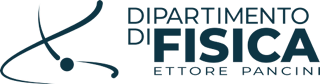 DIPARTIMENTO
DI FISICA
ETTORE PANCINI